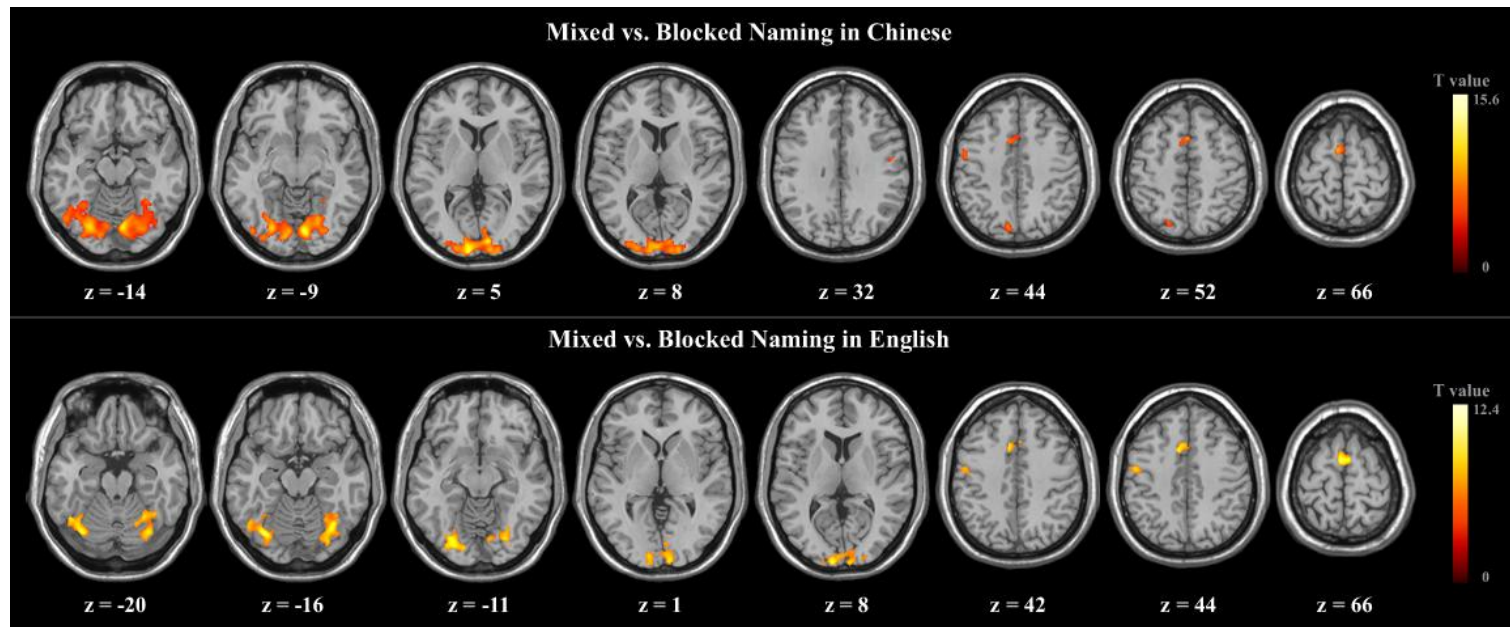 Mixed vs. Blocked Naming in Chinese
T value
15.6
0
z = -14 z = -9 z = 5 z = 8 z = 32 z = 44 z = 52 z = 66
Mixed vs. Blocked Naming in English
T value
12.4
0
z = -20 z = -16 z = -11 z = 1 z = 8 z = 42 z = 44 z = 66